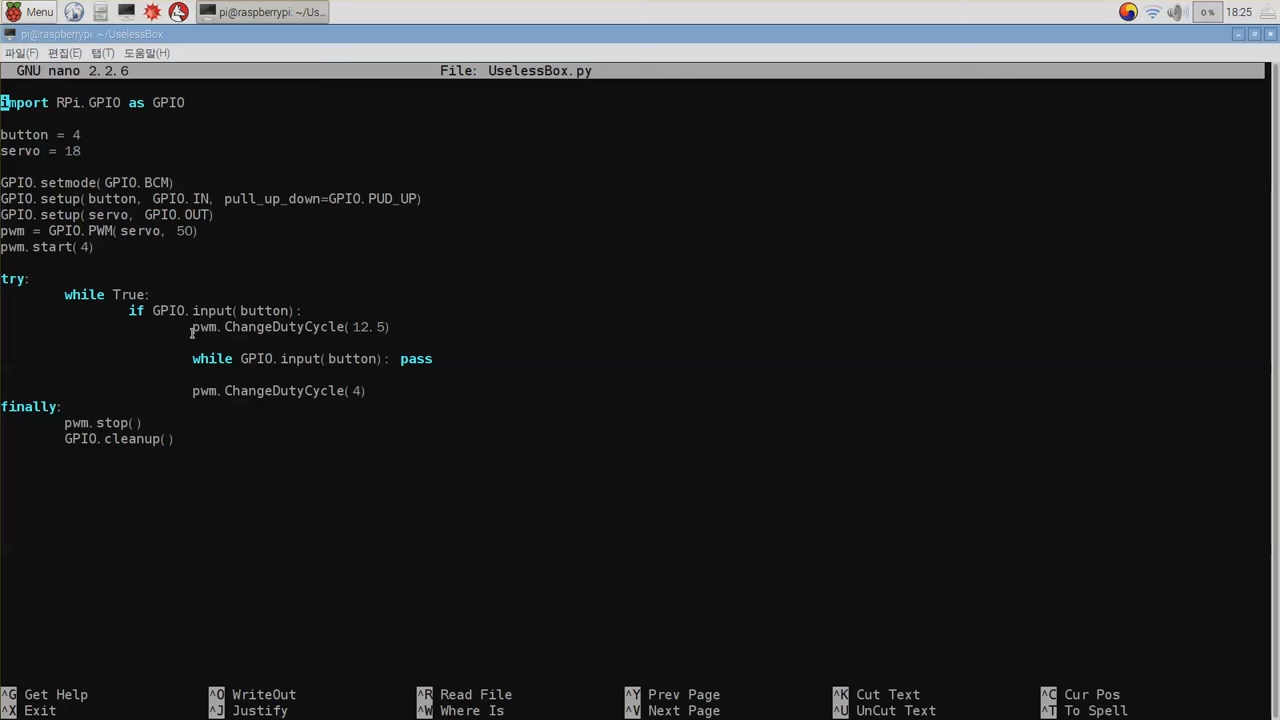 Menu
pi@raspberrypi: ~/Us...
0 %
18:25
pi@raspberrypi: ~/UselessBox
파일(F) 편집(E) 탭(T) 도움말(H)
GNU nano 2.2.6 File: UselessBox.py
import RPi.GPIO as GPIO
button = 4
servo = 18
GPIO.setmode(GPIO.BCM)
GPIO.setup(button, GPIO.IN, pull_up_down=GPIO.PUD_UP)
GPIO.setup(servo, GPIO.OUT)
pwm = GPIO.PWM(servo, 50)
pwm.start(4)
try:
while True:
if GPIO.input(button):
pwm.ChangeDutyCycle(12.5)
while GPIO.input(button): pass
pwm.ChangeDutyCycle(4)
finally:
pwm.stop()
GPIO.cleanup()
^G Get Help ^O WriteOut ^R Read File ^Y Prev Page ^K Cut Text ^C Cur Pos
^X Exit ^J Justify ^W Where Is ^V Next Page ^U UnCut Text ^T To Spell